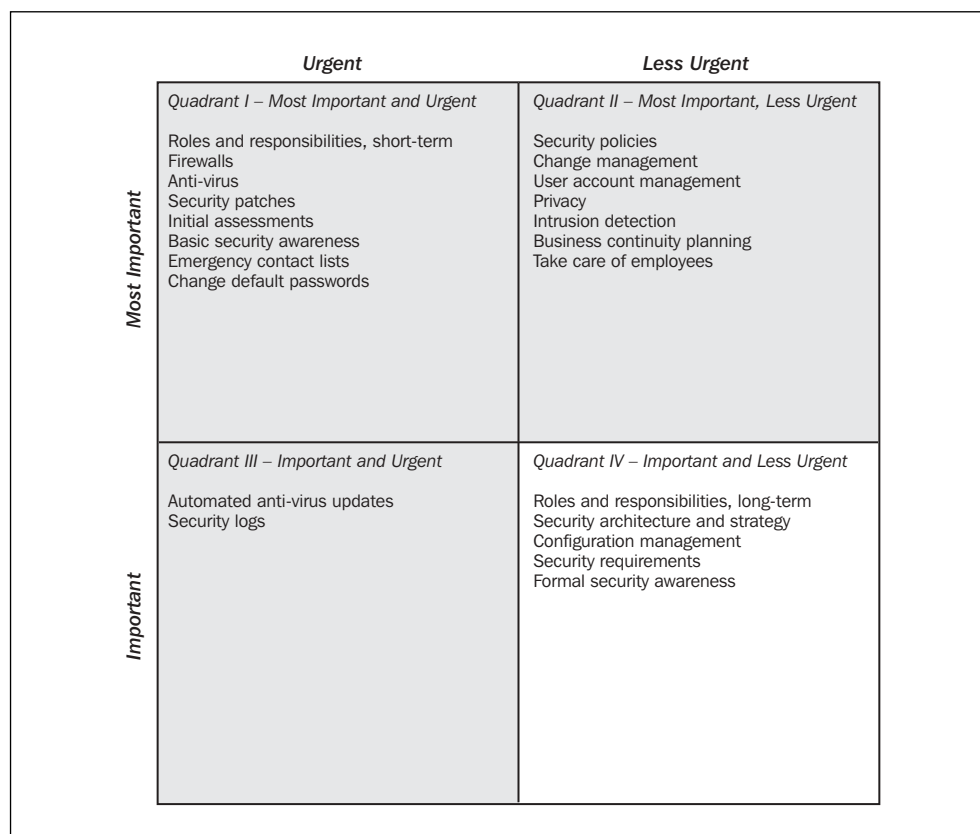 Urgent
Less Urgent
Most Important
Quadrant I – Most Important and Urgent
Roles and responsibilities, short-term
Firewalls
Anti-virus
Security patches
Initial assessments
Basic security awareness
Emergency contact lists
Change default passwords
Quadrant II – Most Important, Less Urgent
Security policies
Change management
User account management
Privacy
Intrusion detection
Business continuity planning
Take care of employees
Important
Quadrant III – Important and Urgent
Automated anti-virus updates
Security logs
Quadrant IV – Important and Less Urgent
Roles and responsibilities, long-term
Security architecture and strategy
Configuration management
Security requirements
Formal security awareness